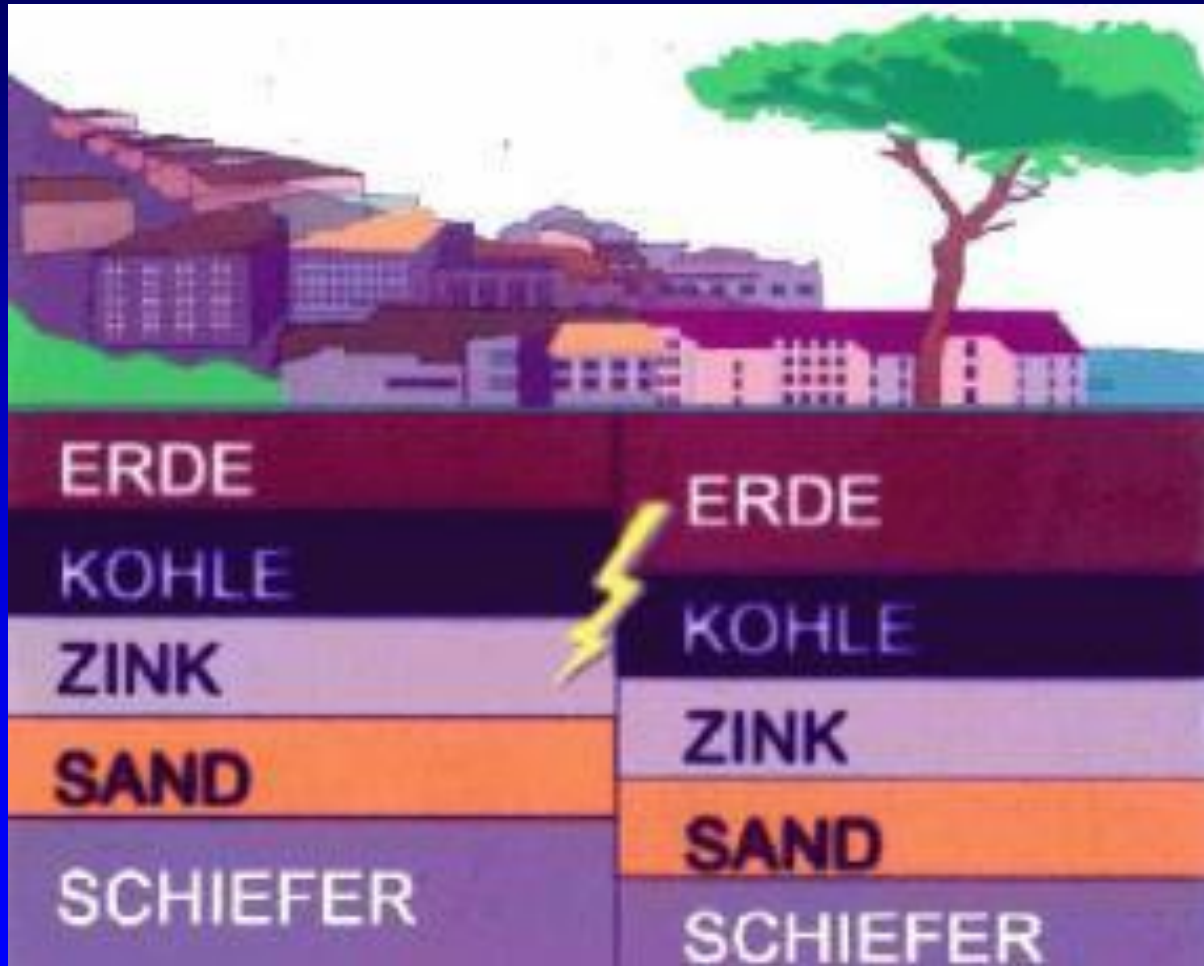 ERDE
KOHLE
ZINK
SAND
SCHIEFER
ERDE
KOHLE
ZINK
SAND
SCHIEFER